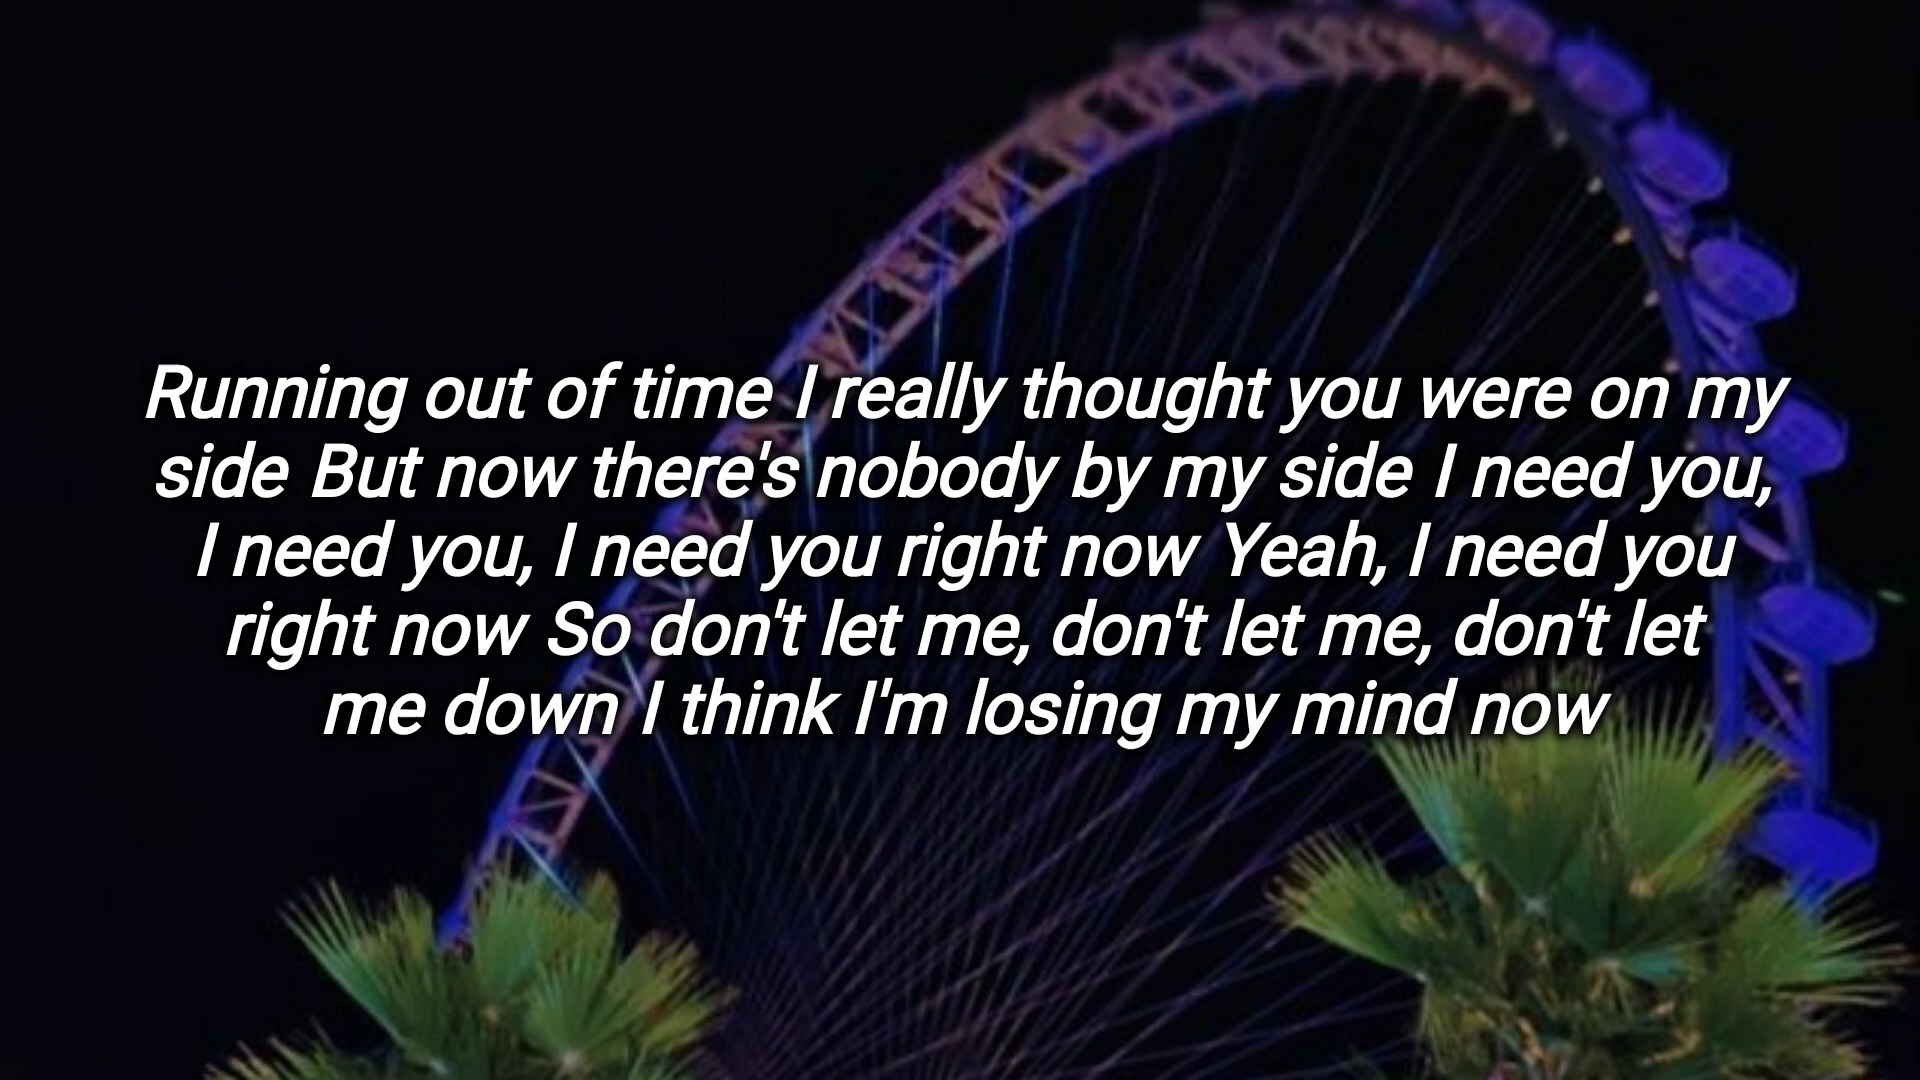 Running out of time I really thought you were on my
side But now there's nobody by my side I need you,
I need you, I need you right now Yeah, I need you
right now So don't let me, don't let me, don't let
me down I think I'm losing my mind now